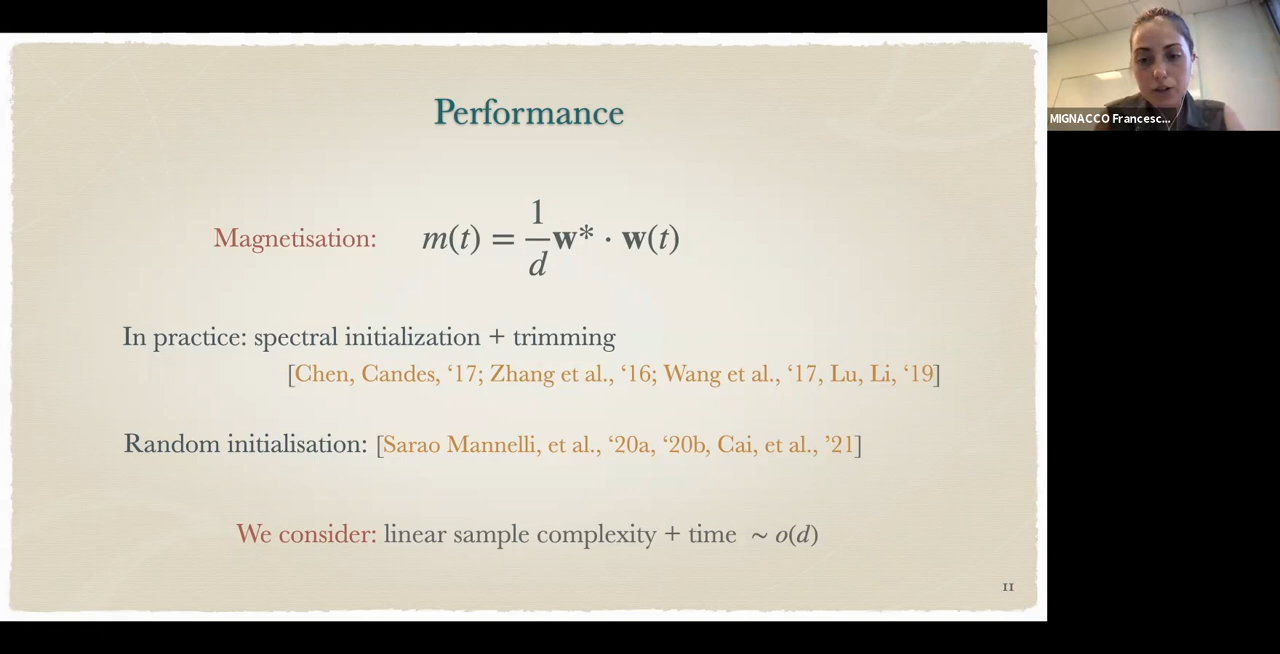 Performance
Magnetisation: m(t) = 1/d w* · w(t)
In practice: spectral initialization + trimming
[Chen, Candes, ‘17; Zhang et al., ‘16; Wang et al., ‘17, Lu, Li, ‘19]
Random initialisation: [Sarao Mannelli, et al., ‘20a, ‘20b, Cai, et al., ’21]
We consider: linear sample complexity + time ~ o(d)
11
MIGNACCO Francesc...